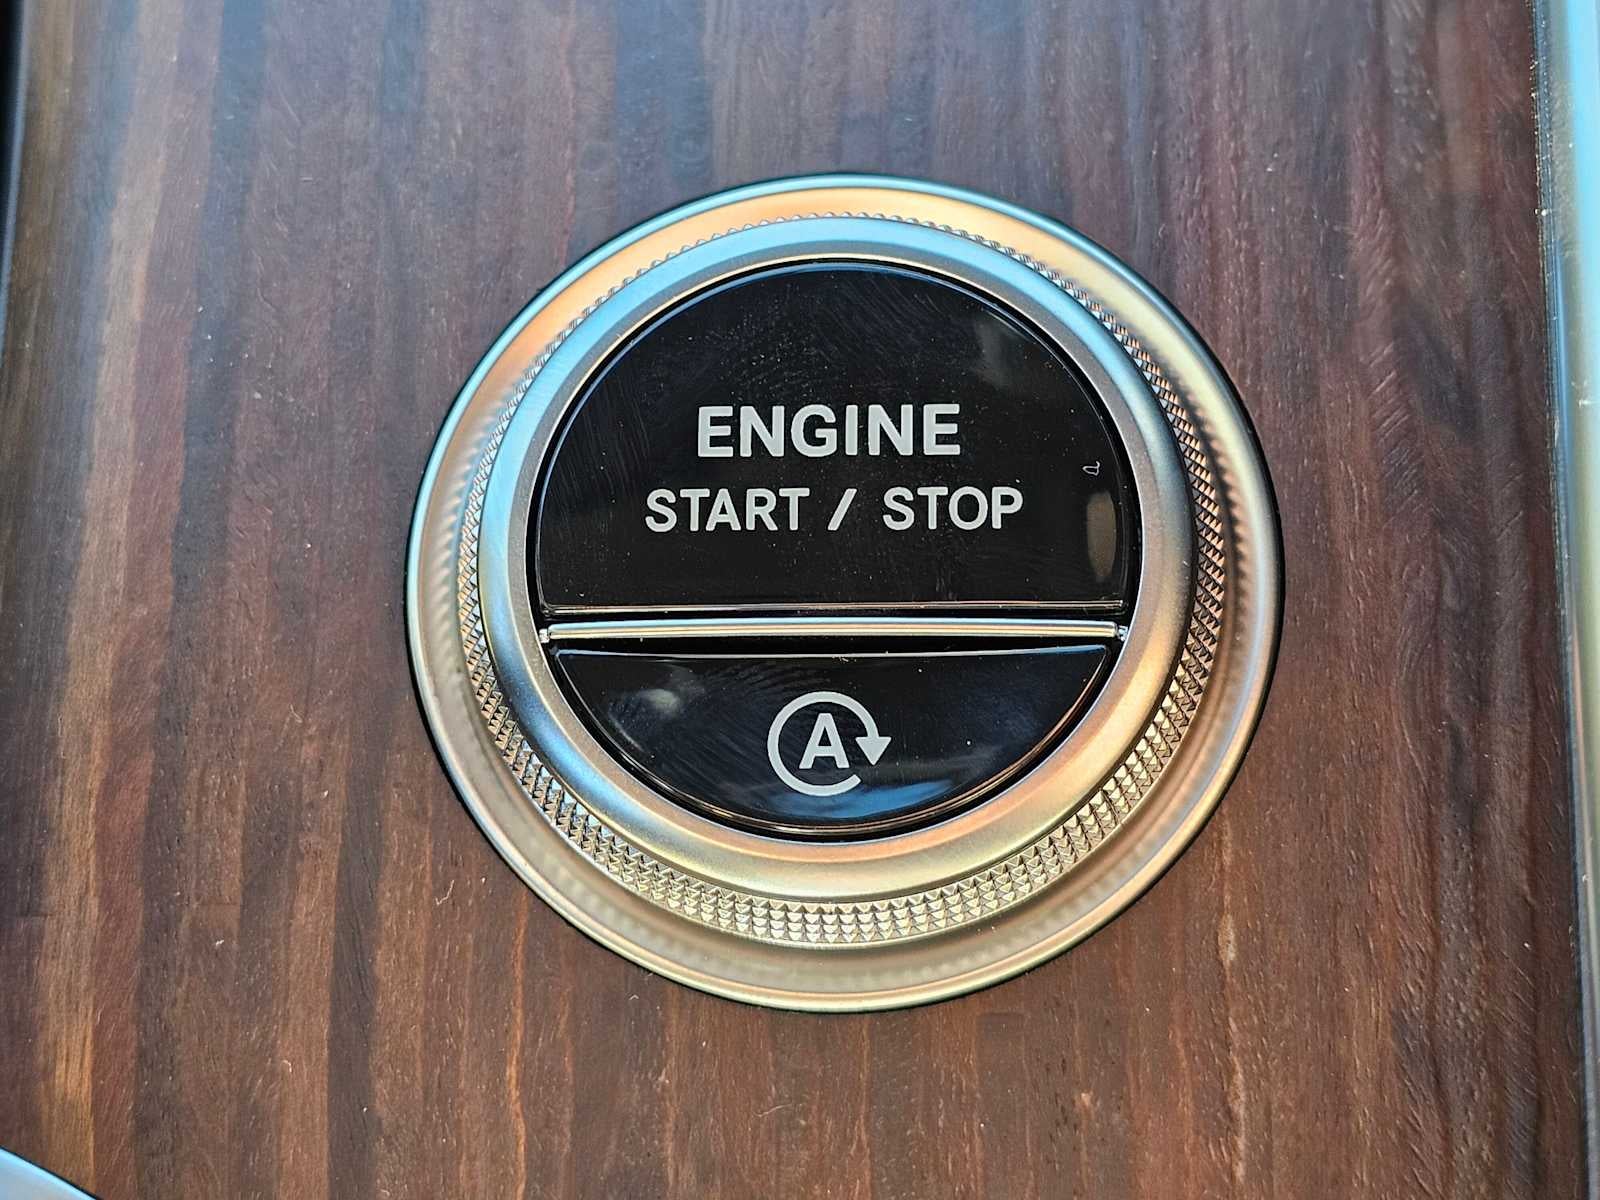 ENGINE
START / STOP
A